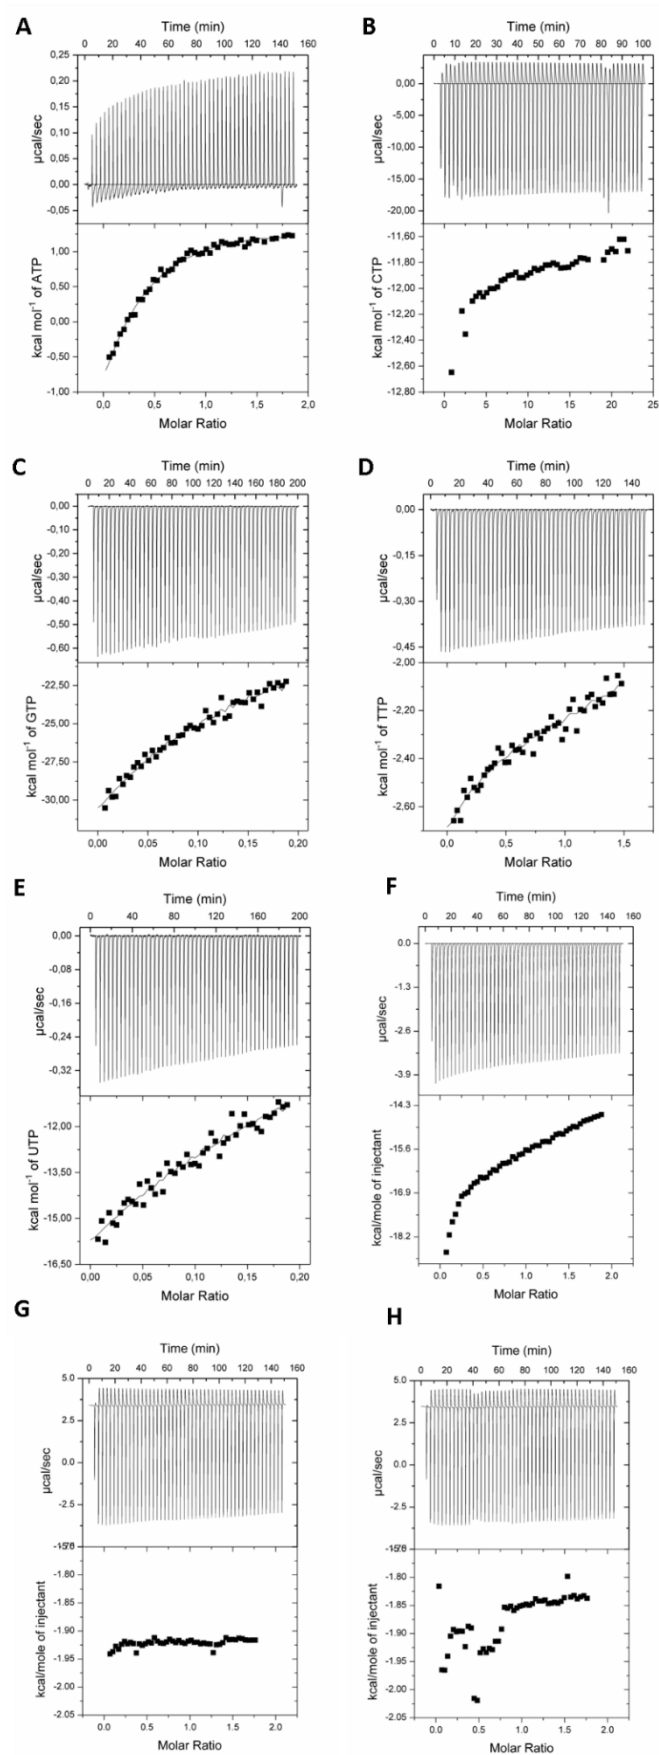 A
Time (min)
0 20 40 60 80 100 120 140 160
0,25
0,20
0,15
0,10
0,05
0,00
-0,05
µcal/sec
1,00
0,50
0,00
-0,50
-1,00
kcal mol⁻¹ of ATP
0,0 0,5 1,0 1,5 2,0
Molar Ratio
B
Time (min)
0 10 20 30 40 50 60 70 80 90 100
0,00
-5,00
-10,00
-15,00
-20,00
µcal/sec
-11.60
-11,80
-12,00
-12,20
-12,40
-12,60
-12,80
kcal mol⁻¹ of CTP
0 5 10 15 20 25
Molar Ratio
C
Time (min)
0 20 40 60 80 100 120 140 160 180 200
0,00
-0,10
-0,20
-0,30
-0,40
-0,50
-0,60
µcal/sec
-22,50
-25,00
-27,50
-30,00
kcal mol⁻¹ of GTP
0,00 0,05 0,10 0,15 0,20
Molar Ratio
D
Time (min)
0 20 40 60 80 100 120 140
0,00
-0,15
-0,30
-0,45
µcal/sec
-2,00
-2,20
-2,40
-2,60
kcal mol⁻¹ of TTP
0,0 0,5 1,0 1,5
Molar Ratio
E
Time (min)
0 40 80 120 160 200
0,00
-0,08
-0,16
-0,24
-0,32
µcal/sec
-12,00
-13,50
-15,00
-16,50
kcal mol⁻¹ of UTP
0,00 0,05 0,10 0,15 0,20
Molar Ratio
F
Time (min)
0 20 40 60 80 100 120 140 160
0.0
-1.3
-2.6
-3.9
µcal/sec
-14.3
-15.6
-16.9
-18.2
kcal/mole of injectant
0.0 0.5 1.0 1.5 2.0
Molar Ratio
G
Time (min)
0 20 40 60 80 100 120 140 160
5.0
2.5
0.0
-2.5
µcal/sec
-1.80
-1.85
-1.90
-1.95
-2.00
-2.05
kcal/mole of injectant
0.0 0.5 1.0 1.5 2.0
Molar Ratio
H
Time (min)
0 20 40 60 80 100 120 140 160
5.0
2.5
0.0
-2.5
µcal/sec
-1.80
-1.85
-1.90
-1.95
-2.00
-2.05
kcal/mole of injectant
0.0 0.5 1.0 1.5 2.0
Molar Ratio